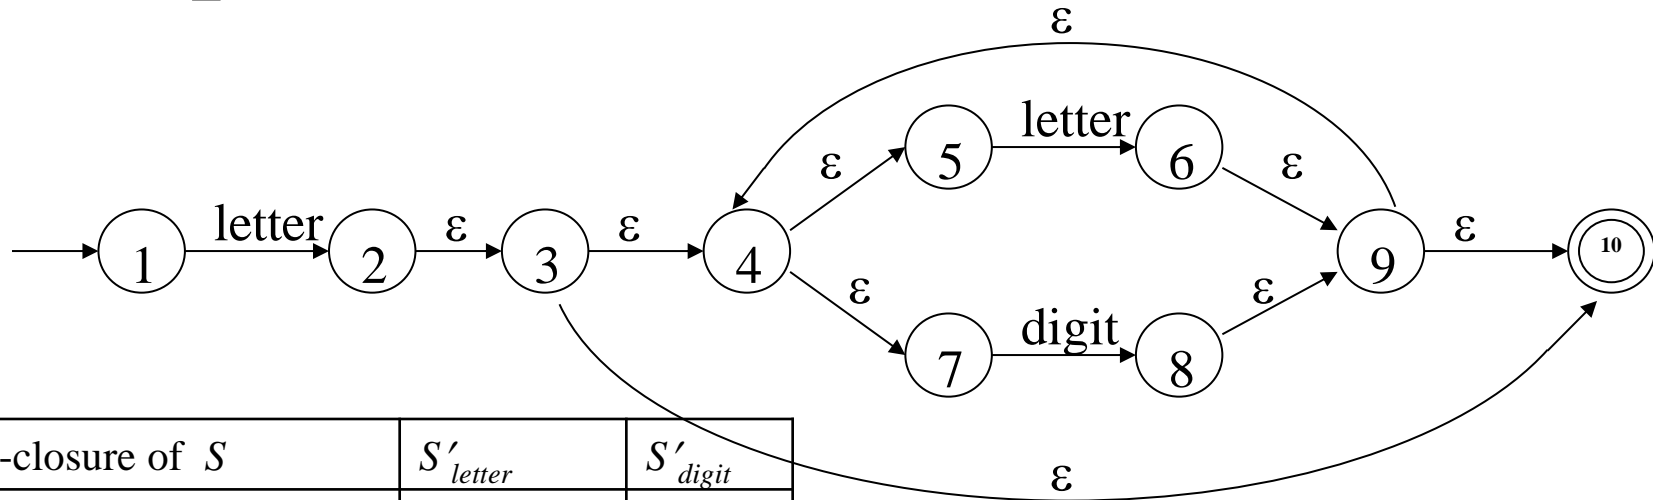 ε
letter
ε
5
6
ε
letter
ε
ε
ε
1
2
3
4
9
10
ε
ε
digit
7
8
-closure of S
S′letter
S′digit
ε